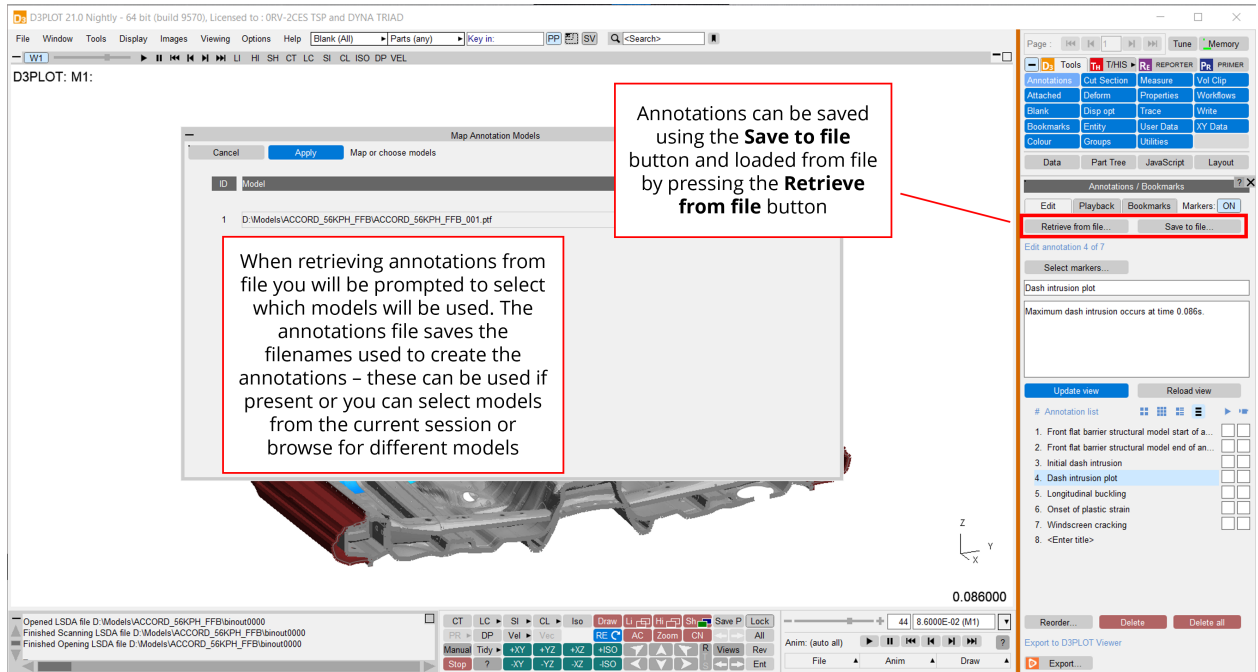 D3PLOT 21.0 Nightly - 64 bit (build 9570), Licensed to : 0RV-2CES TSP and DYNA TRIAD
File Window Tools Display Images Viewing Options Help Blank (All) Parts (any) Key in: PP SV <Search>
W1 LI HI SH CT LC SI CL ISO DP VEL
D3PLOT: M1:
Map Annotation Models
Cancel Apply Map or choose models
ID Model
1 D:\Models\ACCORD_56KPH_FFB\ACCORD_56KPH_FFB_001.ptf
Annotations can be saved
using the Save to file
button and loaded from file
by pressing the Retrieve
from file button
When retrieving annotations from
file you will be prompted to select
which models will be used. The
annotations file saves the
filenames used to create the
annotations – these can be used if
present or you can select models
from the current session or
browse for different models
Z
Y
X
0.086000
Page : 1 Tune Memory
D3 Tools TH T/HIS RE REPORTER PR PRIMER
Annotations Cut Section Measure Vol Clip
Attached Deform Properties Workflows
Blank Disp opt Trace Write
Bookmarks Entity User Data XY Data
Colour Groups Utilities
Data Part Tree JavaScript Layout
Annotations / Bookmarks ? X
Edit Playback Bookmarks Markers: ON
Retrieve from file... Save to file...
Edit annotation 4 of 7
Select markers...
Dash intrusion plot
Maximum dash intrusion occurs at time 0.086s.
Update view Reload view
# Annotation list
1. Front flat barrier structural model start of a...
2. Front flat barrier structural model end of an...
3. Initial dash intrusion
4. Dash intrusion plot
5. Longitudinal buckling
6. Onset of plastic strain
7. Windscreen cracking
8. <Enter title>
Reorder... Delete Delete all
Export to D3PLOT Viewer
Export...
Opened LSDA file D:\Models\ACCORD_56KPH_FFB\binout0000
Finished Scanning LSDA file D:\Models\ACCORD_56KPH_FFB\binout0000
Finished Opening LSDA file D:\Models\ACCORD_56KPH_FFB\binout0000
CT LC SI CL Iso Draw Li Hi Sh Save P Lock
PR DP Vel Vec RE AC Zoom CN All
Manual Tidy +XY +YZ +XZ +ISO R Views Rev
Stop ? -XY -YZ -XZ -ISO S Ent
44 8.6000E-02 (M1)
Anim: (auto all) ?
File Anim Draw